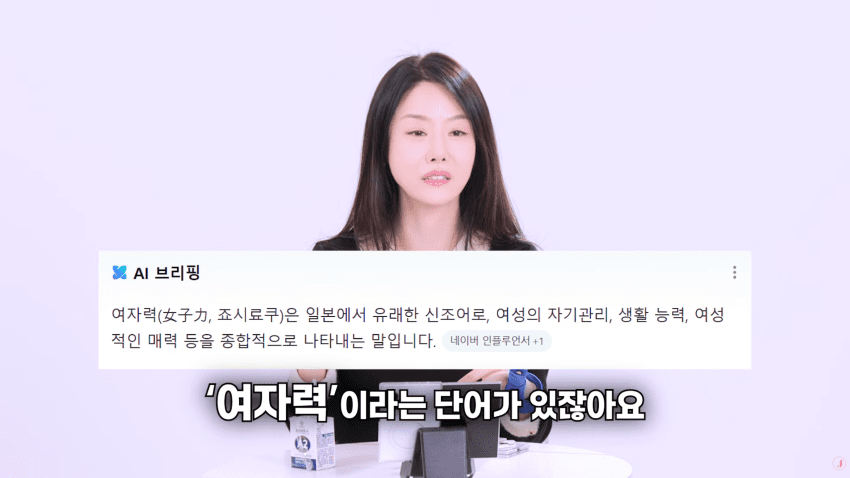 AI 브리핑
여자력(女子力, 죠시료쿠)은 일본에서 유래한 신조어로, 여성의 자기관리, 생활 능력, 여성
적인 매력 등을 종합적으로 나타내는 말입니다. 네이버 인플루언서 +1
‘여자력’이라는 단어가 있잖아요
A2